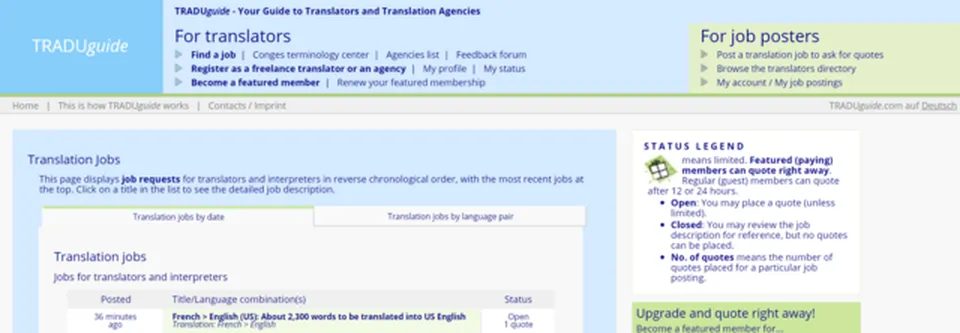 TRADUguide - Your Guide to Translators and Translation Agencies
TRADUguide
For translators
Find a job | Conges terminology center | Agencies list | Feedback forum
Register as a freelance translator or an agency | My profile | My status
Become a featured member | Renew your featured membership
For job posters
Post a translation job to ask for quotes
Browse the translators directory
My account / My job postings
Home | This is how TRADUguide works | Contacts / Imprint
TRADUguide.com auf Deutsch
Translation Jobs
This page displays job requests for translators and interpreters in reverse chronological order, with the most recent jobs at
the top. Click on a title in the list to see the detailed job description.
Translation jobs by date
Translation jobs by language pair
Translation jobs
Jobs for translators and interpreters
Posted Title/Language combination(s) Status
36 minutes
ago
French > English (US): About 2,300 words to be translated into US English
Translation: French > English
Open
1 quote
STATUS LEGEND
means limited. Featured (paying)
members can quote right away.
Regular (guest) members can quote
after 12 or 24 hours.
Open: You may place a quote (unless
limited).
Closed: You may review the job
description for reference, but no quotes
can be placed.
No. of quotes means the number of
quotes placed for a particular job
posting.
Upgrade and quote right away!
Become a featured member for...